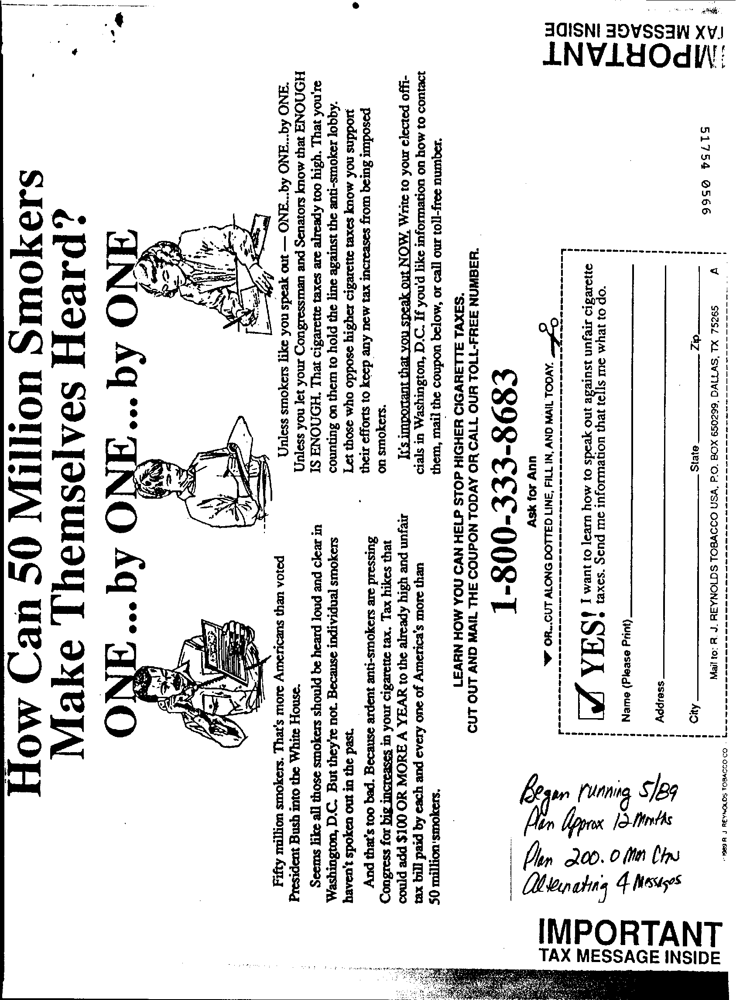 How Can 50 Million Smokers
Make Themselves Heard?
ONE...by ONE...by ONE...by ONE
Fifty million smokers. That's more Americans than voted
President Bush into the White House.
Seems like all those smokers should be heard loud and clear in
Washington, D.C. But they're not. Because individual smokers
haven't spoken out in the past.
And that's too bad. Because ardent anti-smokers are pressing
Congress for big increases in your cigarette tax. Tax hikes that
could add $100 OR MORE A YEAR to the already high and unfair
tax bill paid by each and every one of America's more than
50 million smokers.
Unless smokers like you speak out — ONE...by ONE...by ONE.
Unless you let your Congressman and Senators know that ENOUGH
IS ENOUGH. That cigarette taxes are already too high. That you're
counting on them to hold the line against the anti-smoker lobby.
Let those who oppose higher cigarette taxes know you support
their efforts to keep any new tax increases from being imposed
on smokers.
It's important that you speak out NOW. Write to your elected offi-
cials in Washington, D.C. If you'd like information on how to contact
them, mail the coupon below, or call our toll-free number.
LEARN HOW YOU CAN HELP STOP HIGHER CIGARETTE TAXES.
CUT OUT AND MAIL THE COUPON TODAY OR CALL OUR TOLL-FREE NUMBER.
1-800-333-8683
Ask for Ann
▼ OR...CUT ALONG DOTTED LINE, FILL IN, AND MAIL TODAY.
✓ YES! I want to learn how to speak out against unfair cigarette
taxes. Send me information that tells me what to do.
Name (Please Print)
Address
City State Zip
Mail to: R. J. REYNOLDS TOBACCO USA, P.O. BOX 650299, DALLAS, TX 75265 A
Began running 5/89
Plan Approx 12 Months
Plan 200.0 mm Ctns
alternating 4 Messages
1989 R. J. REYNOLDS TOBACCO CO
IMPORTANT
TAX MESSAGE INSIDE
IMPORTANT
TAX MESSAGE INSIDE
51754 0566